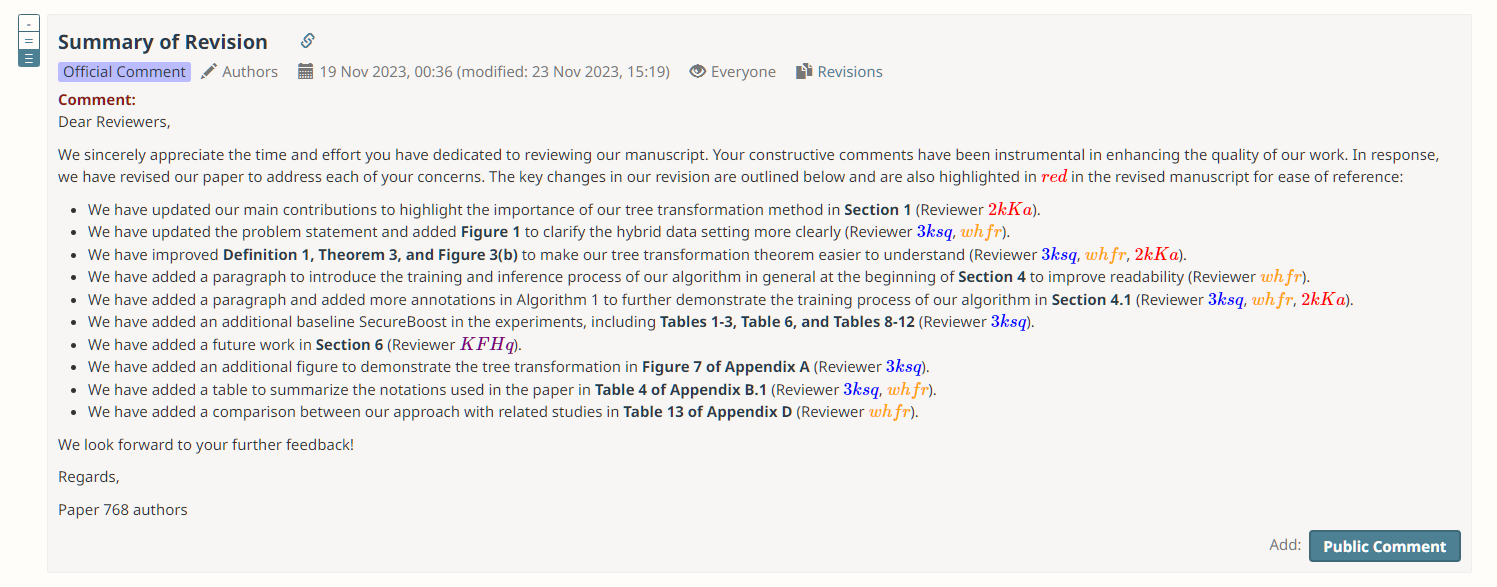 -
=
≡
Summary of Revision
Official Comment Authors 19 Nov 2023, 00:36 (modified: 23 Nov 2023, 15:19) Everyone Revisions
Comment:
Dear Reviewers,
We sincerely appreciate the time and effort you have dedicated to reviewing our manuscript. Your constructive comments have been instrumental in enhancing the quality of our work. In response,
we have revised our paper to address each of your concerns. The key changes in our revision are outlined below and are also highlighted in red in the revised manuscript for ease of reference:
• We have updated our main contributions to highlight the importance of our tree transformation method in Section 1 (Reviewer 2kKa).
• We have updated the problem statement and added Figure 1 to clarify the hybrid data setting more clearly (Reviewer 3ksq, whfr).
• We have improved Definition 1, Theorem 3, and Figure 3(b) to make our tree transformation theorem easier to understand (Reviewer 3ksq, whfr, 2kKa).
• We have added a paragraph to introduce the training and inference process of our algorithm in general at the beginning of Section 4 to improve readability (Reviewer whfr).
• We have added a paragraph and added more annotations in Algorithm 1 to further demonstrate the training process of our algorithm in Section 4.1 (Reviewer 3ksq, whfr, 2kKa).
• We have added an additional baseline SecureBoost in the experiments, including Tables 1-3, Table 6, and Tables 8-12 (Reviewer 3ksq).
• We have added a future work in Section 6 (Reviewer KFHq).
• We have added an additional figure to demonstrate the tree transformation in Figure 7 of Appendix A (Reviewer 3ksq).
• We have added a table to summarize the notations used in the paper in Table 4 of Appendix B.1 (Reviewer 3ksq, whfr).
• We have added a comparison between our approach with related studies in Table 13 of Appendix D (Reviewer whfr).
We look forward to your further feedback!
Regards,
Paper 768 authors
Add: Public Comment